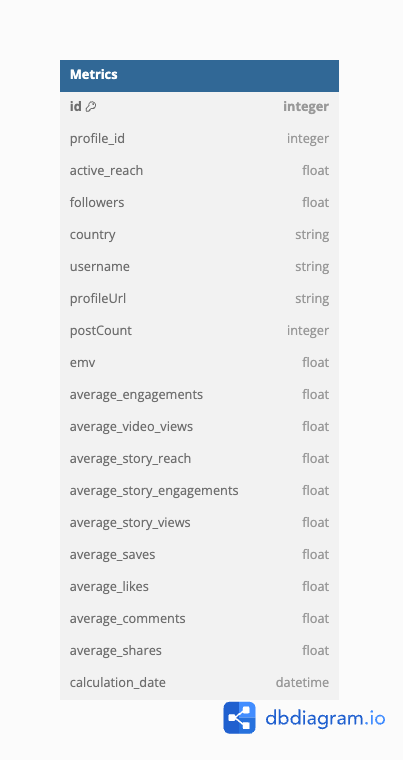 Metrics
id integer
profile_id integer
active_reach float
followers float
country string
username string
profileUrl string
postCount integer
emv float
average_engagements float
average_video_views float
average_story_reach float
average_story_engagements float
average_story_views float
average_saves float
average_likes float
average_comments float
average_shares float
calculation_date datetime
dbdiagram.io